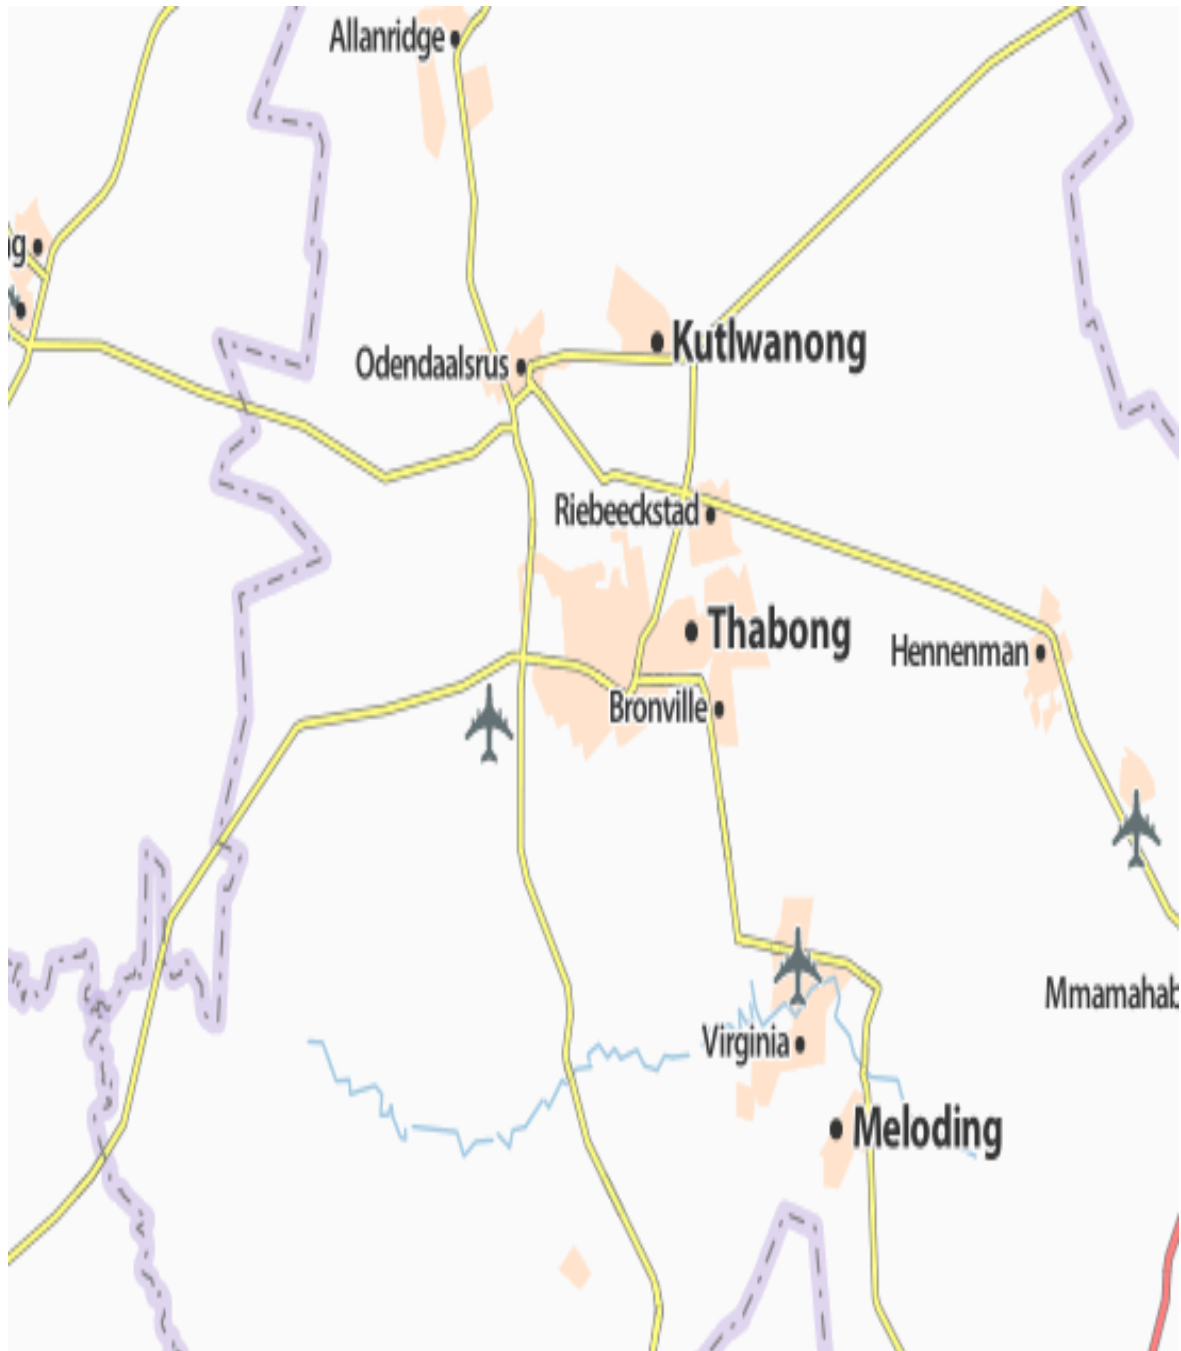 Allanridge
Kutlwanong
Odendaalsrus
Riebeeckstad
Thabong
Hennenman
Bronville
Virginia
Meloding